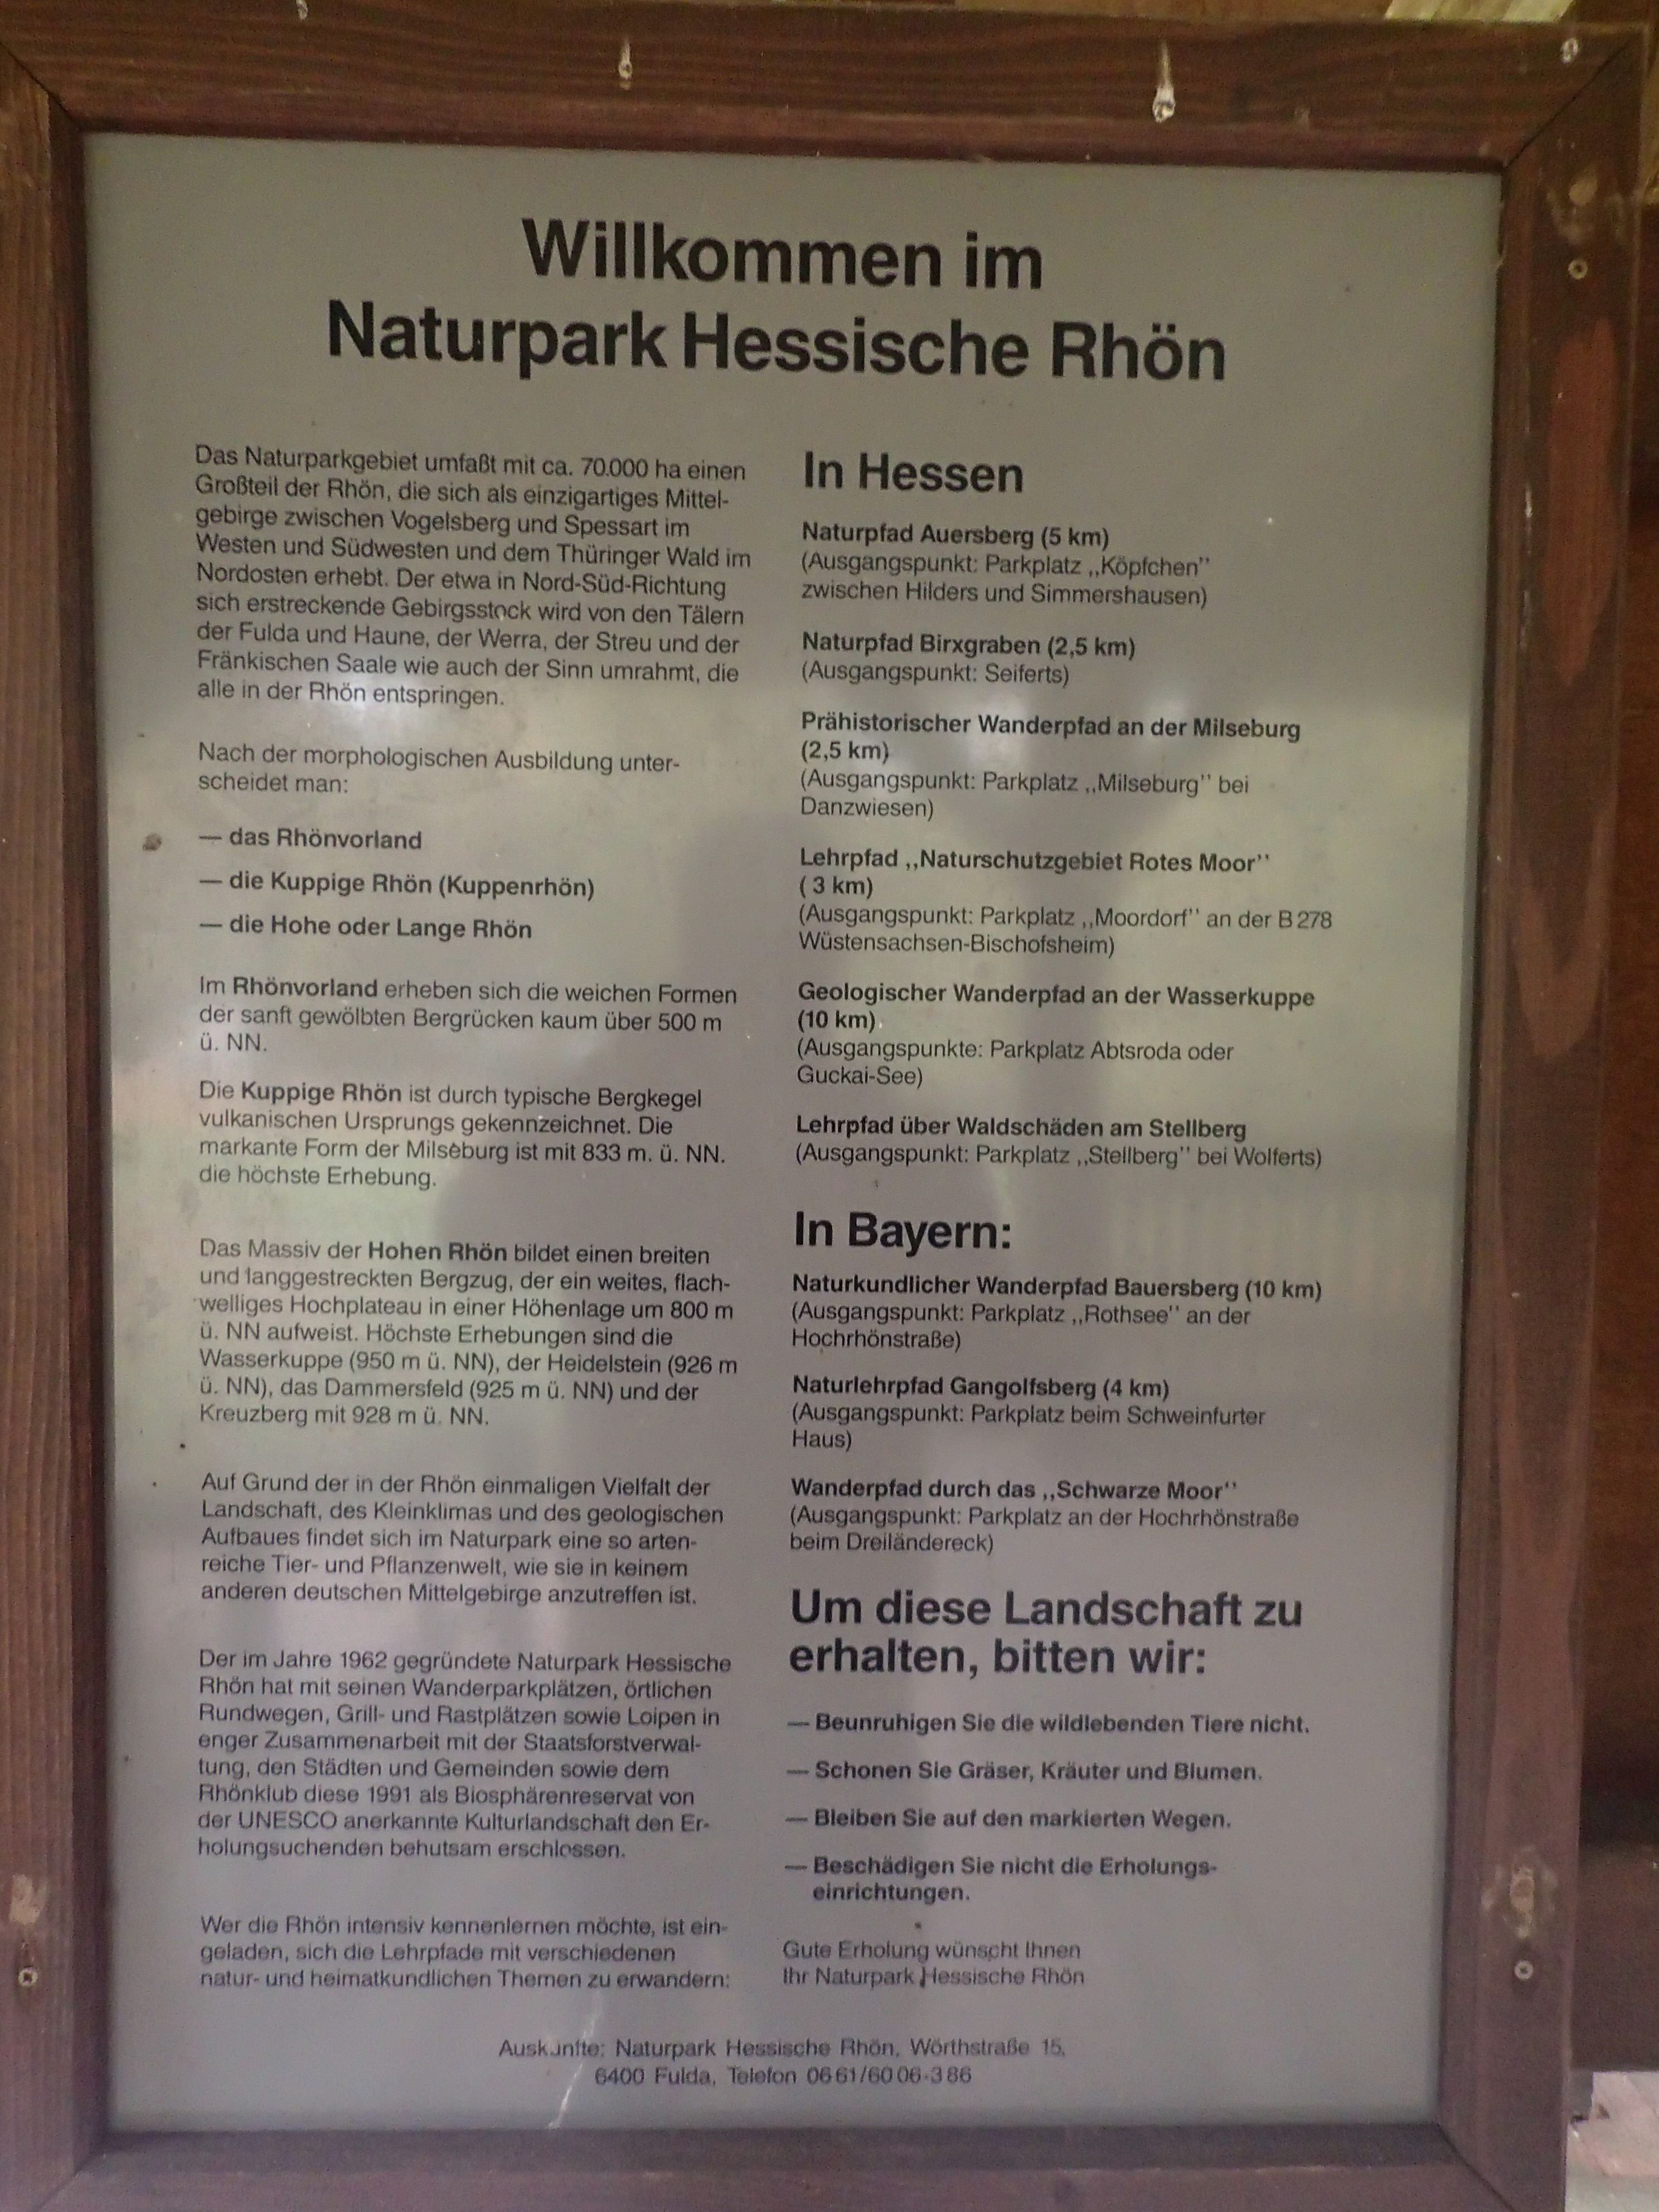 Willkommen im
Naturpark Hessische Rhön
Das Naturparkgebiet umfaßt mit ca. 70.000 ha einen
Großteil der Rhön, die sich als einzigartiges Mittel-
gebirge zwischen Vogelsberg und Spessart im
Westen und Südwesten und dem Thüringer Wald im
Nordosten erhebt. Der etwa in Nord-Süd-Richtung
sich erstreckende Gebirgsstock wird von den Tälern
der Fulda und Haune, der Werra, der Streu und der
Fränkischen Saale wie auch der Sinn umrahmt, die
alle in der Rhön entspringen.
Nach der morphologischen Ausbildung unter-
scheidet man:
— das Rhönvorland
— die Kuppige Rhön (Kuppenrhön)
— die Hohe oder Lange Rhön
Im Rhönvorland erheben sich die weichen Formen
der sanft gewölbten Bergrücken kaum über 500 m
ü. NN.
Die Kuppige Rhön ist durch typische Bergkegel
vulkanischen Ursprungs gekennzeichnet. Die
markante Form der Milseburg ist mit 833 m. ü. NN.
die höchste Erhebung.
Das Massiv der Hohen Rhön bildet einen breiten
und langgestreckten Bergzug, der ein weites, flach-
welliges Hochplateau in einer Höhenlage um 800 m
ü. NN aufweist. Höchste Erhebungen sind die
Wasserkuppe (950 m ü. NN), der Heidelstein (926 m
ü. NN), das Dammersfeld (925 m ü. NN) und der
Kreuzberg mit 928 m ü. NN.
Auf Grund der in der Rhön einmaligen Vielfalt der
Landschaft, des Kleinklimas und des geologischen
Aufbaues findet sich im Naturpark eine so arten-
reiche Tier- und Pflanzenwelt, wie sie in keinem
anderen deutschen Mittelgebirge anzutreffen ist.
Der im Jahre 1962 gegründete Naturpark Hessische
Rhön hat mit seinen Wanderparkplätzen, örtlichen
Rundwegen, Grill- und Rastplätzen sowie Loipen in
enger Zusammenarbeit mit der Staatsforstverwal-
tung, den Städten und Gemeinden sowie dem
Rhönklub diese 1991 als Biosphärenreservat von
der UNESCO anerkannte Kulturlandschaft den Er-
holungsuchenden behutsam erschlossen.
Wer die Rhön intensiv kennenlernen möchte, ist ein-
geladen, sich die Lehrpfade mit verschiedenen
natur- und heimatkundlichen Themen zu erwandern:
In Hessen
Naturpfad Auersberg (5 km)
(Ausgangspunkt: Parkplatz ,,Köpfchen''
zwischen Hilders und Simmershausen)
Naturpfad Birxgraben (2,5 km)
(Ausgangspunkt: Seiferts)
Prähistorischer Wanderpfad an der Milseburg
(2,5 km)
(Ausgangspunkt: Parkplatz ,,Milseburg'' bei
Danzwiesen)
Lehrpfad ,,Naturschutzgebiet Rotes Moor''
( 3 km)
(Ausgangspunkt: Parkplatz ,,Moordorf'' an der B 278
Wüstensachsen-Bischofsheim)
Geologischer Wanderpfad an der Wasserkuppe
(10 km)
(Ausgangspunkte: Parkplatz Abtsroda oder
Guckai-See)
Lehrpfad über Waldschäden am Stellberg
(Ausgangspunkt: Parkplatz ,,Stellberg'' bei Wolferts)
In Bayern:
Naturkundlicher Wanderpfad Bauersberg (10 km)
(Ausgangspunkt: Parkplatz ,,Rothsee'' an der
Hochrhönstraße)
Naturlehrpfad Gangolfsberg (4 km)
(Ausgangspunkt: Parkplatz beim Schweinfurter
Haus)
Wanderpfad durch das ,,Schwarze Moor''
(Ausgangspunkt: Parkplatz an der Hochrhönstraße
beim Dreiländereck)
Um diese Landschaft zu
erhalten, bitten wir:
— Beunruhigen Sie die wildlebenden Tiere nicht.
— Schonen Sie Gräser, Kräuter und Blumen.
— Bleiben Sie auf den markierten Wegen.
— Beschädigen Sie nicht die Erholungs-
einrichtungen.
Gute Erholung wünscht Ihnen
Ihr Naturpark Hessische Rhön
Auskünfte: Naturpark Hessische Rhön, Wörthstraße 15,
6400 Fulda, Telefon 06 61/60 06-3 86